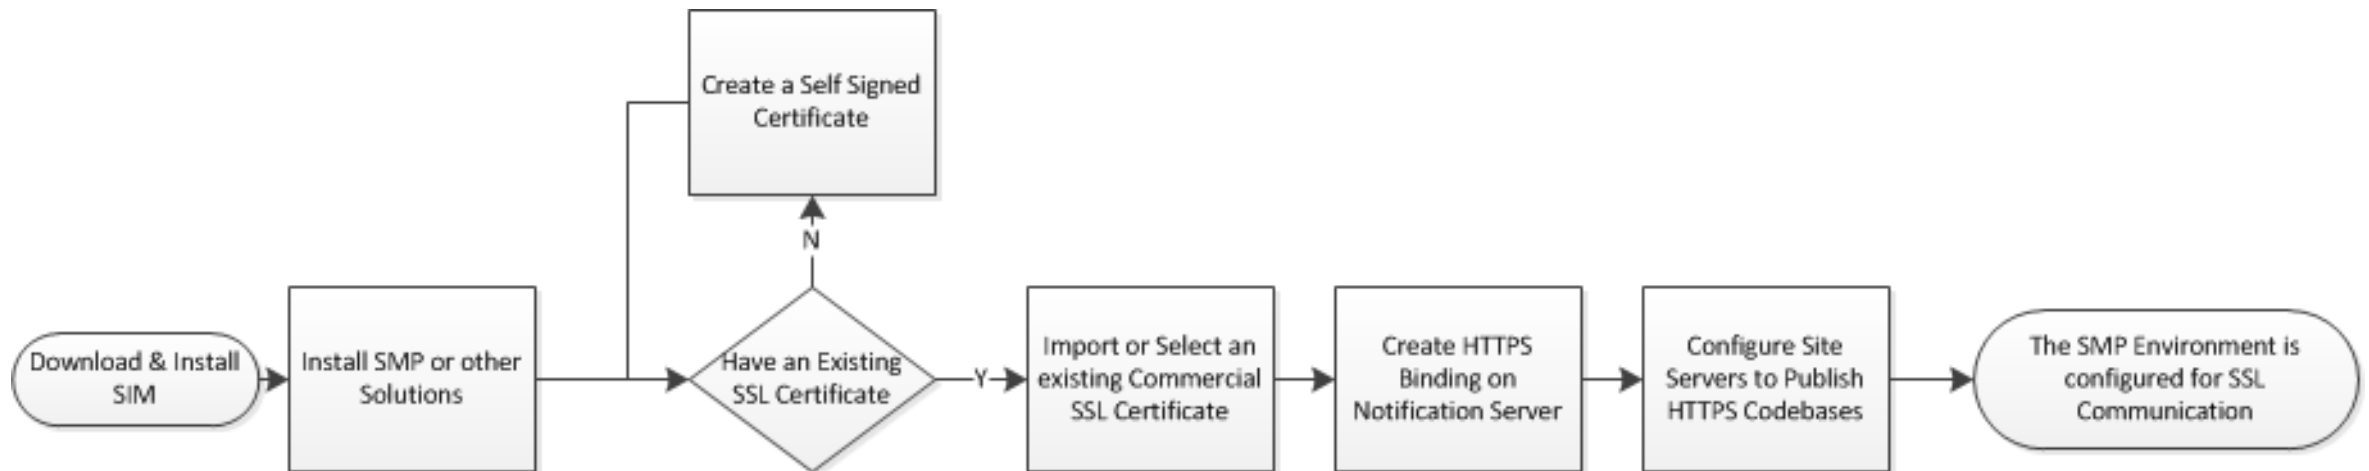 Create a Self Signed
Certificate
N
Download & Install
SIM
Install SMP or other
Solutions
Have an Existing
SSL Certificate
Y
Import or Select an
existing Commercial
SSL Certificate
Create HTTPS
Binding on
Notification Server
Configure Site
Servers to Publish
HTTPS Codebases
The SMP Environment is
configured for SSL
Communication